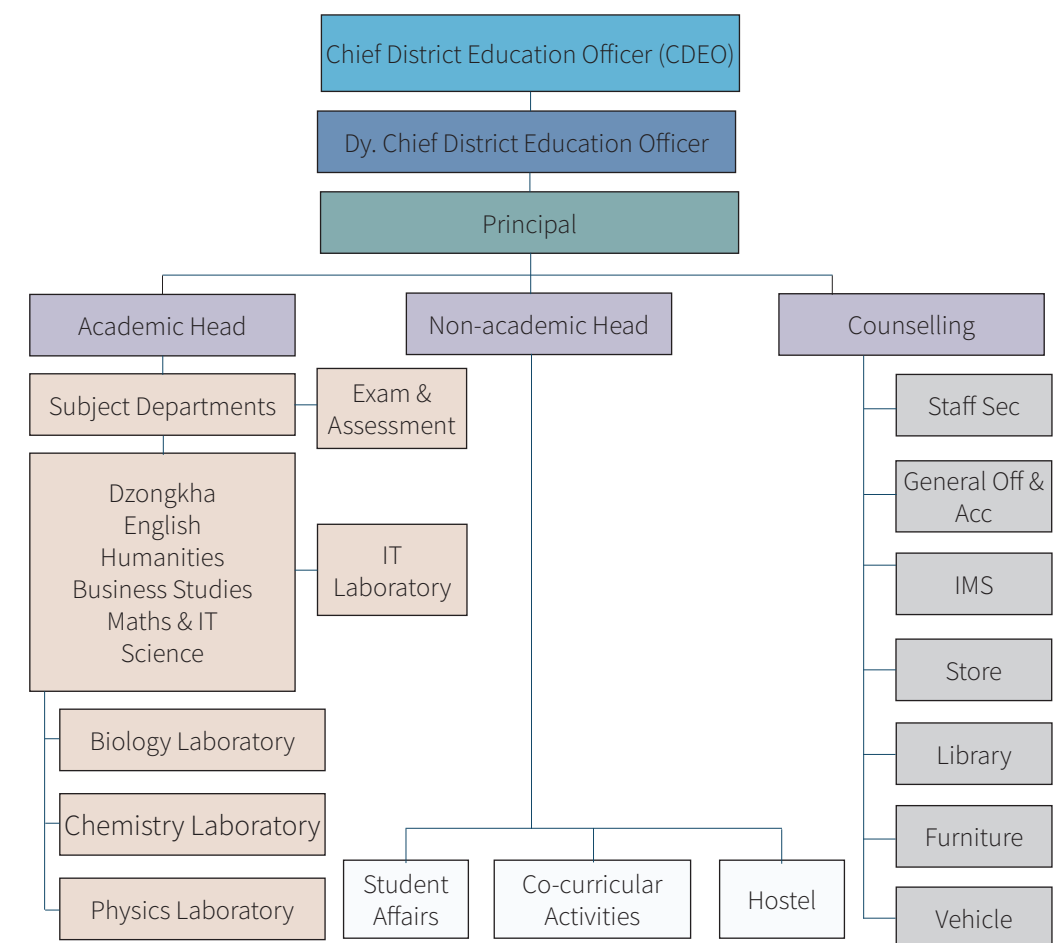 Chief District Education Officer (CDEO)
Dy. Chief District Education Officer
Principal
Academic Head
Non-academic Head
Counselling
Subject Departments
Exam &
Assessment
Dzongkha
English
Humanities
Business Studies
Maths & IT
Science
IT
Laboratory
Biology Laboratory
Chemistry Laboratory
Physics Laboratory
Student
Affairs
Co-curricular
Activities
Hostel
Staff Sec
General Off &
Acc
IMS
Store
Library
Furniture
Vehicle